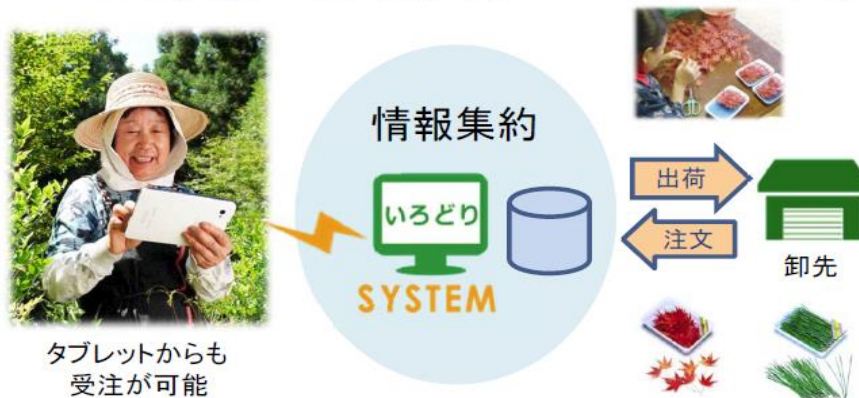 情報集約
いろどり
SYSTEM
出荷
注文
卸先
タブレットからも
受注が可能